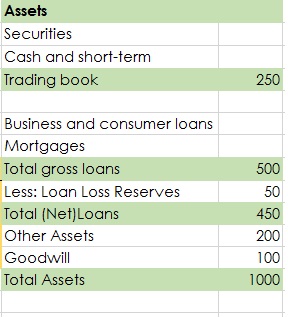 Assets
Securities
Cash and short-term
Trading book 250
Business and consumer loans
Mortgages
Total gross loans 500
Less: Loan Loss Reserves 50
Total (Net)Loans 450
Other Assets 200
Goodwill 100
Total Assets 1000